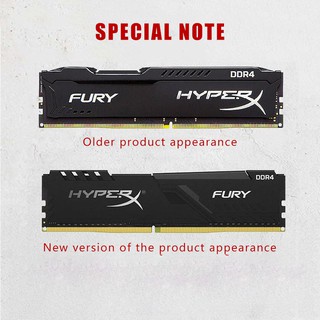 SPECIAL NOTE
DDR4
FURY HYPERX
Older product appearance
DDR4
HYPERX FURY
New version of the product appearance